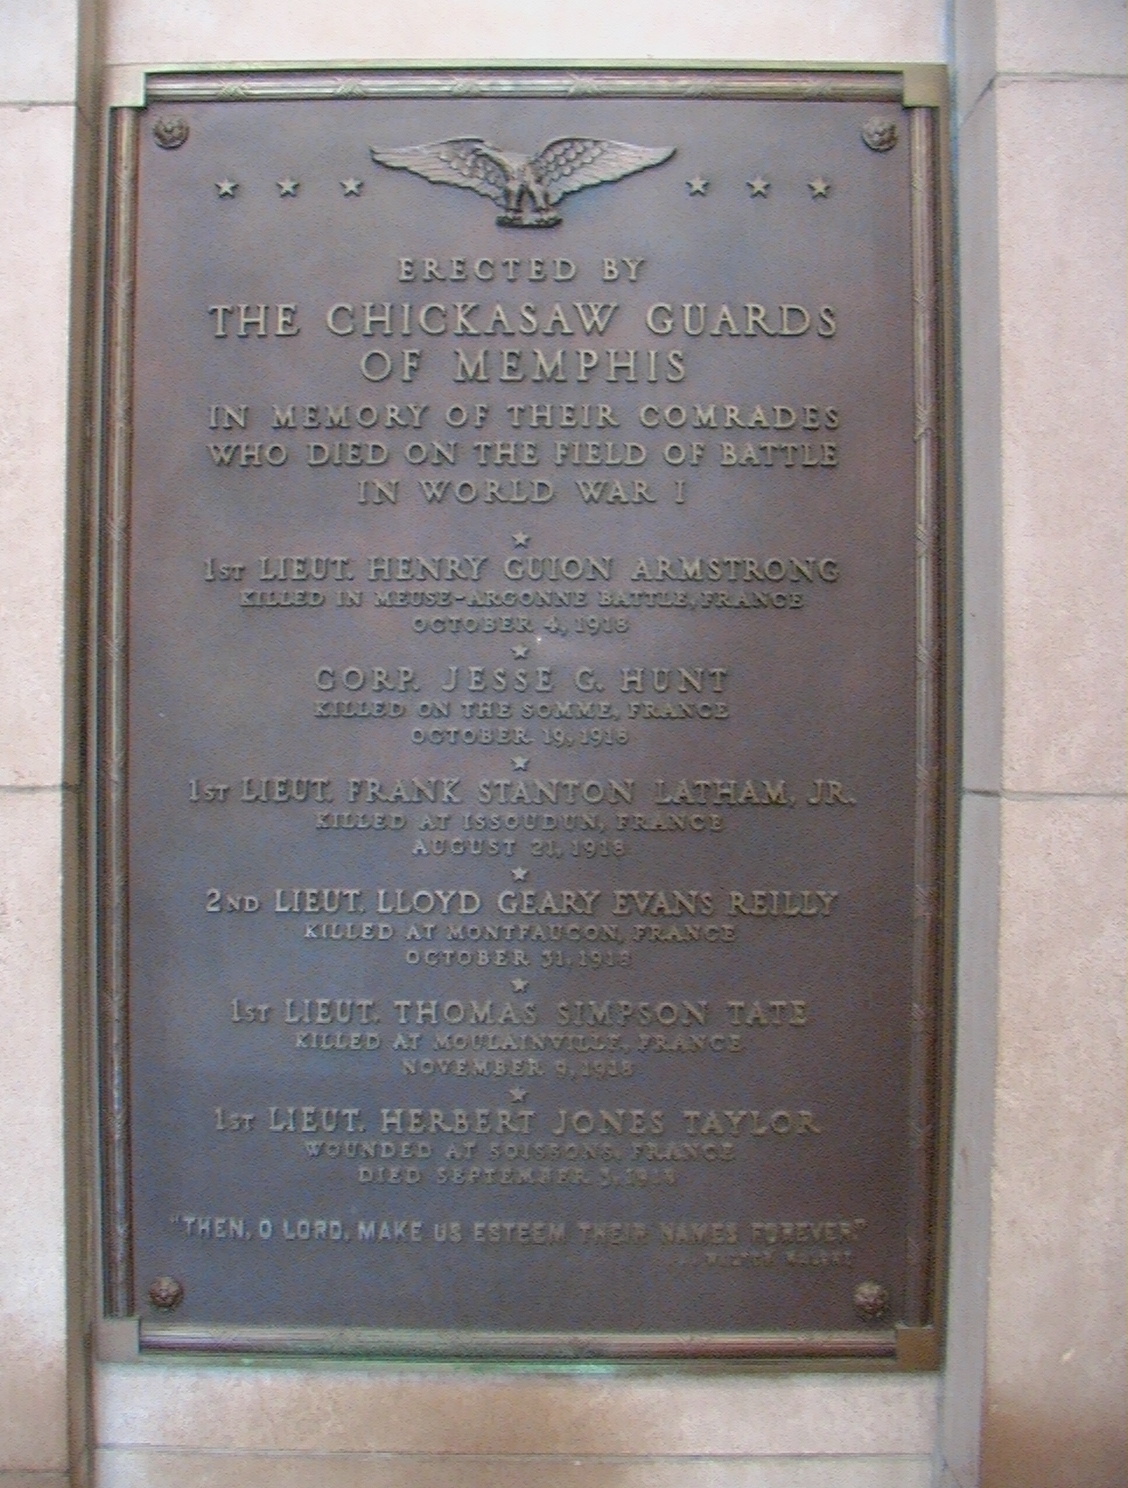 ERECTED BY
THE CHICKASAW GUARDS
OF MEMPHIS
IN MEMORY OF THEIR COMRADES
WHO DIED ON THE FIELD OF BATTLE
IN WORLD WAR I
1ST LIEUT. HENRY GUION ARMSTRONG
KILLED IN MEUSE-ARGONNE BATTLE, FRANCE
OCTOBER 4, 1918
CORP. JESSE G. HUNT
KILLED ON THE SOMME, FRANCE
OCTOBER 19, 1918
1ST LIEUT. FRANK STANTON LATHAM, JR.
KILLED AT ISSOUDUN, FRANCE
AUGUST 21, 1918
2ND LIEUT. LLOYD GEARY EVANS REILLY
KILLED AT MONTFAUCON, FRANCE
OCTOBER 31, 1918
1ST LIEUT. THOMAS SIMPSON TATE
KILLED AT MOULAINVILLE, FRANCE
NOVEMBER 9, 1918
1ST LIEUT. HERBERT JONES TAYLOR
WOUNDED AT SOISSONS, FRANCE
DIED SEPTEMBER 3, 1918
"THEN, O LORD, MAKE US ESTEEM THEIR NAMES FOREVER"